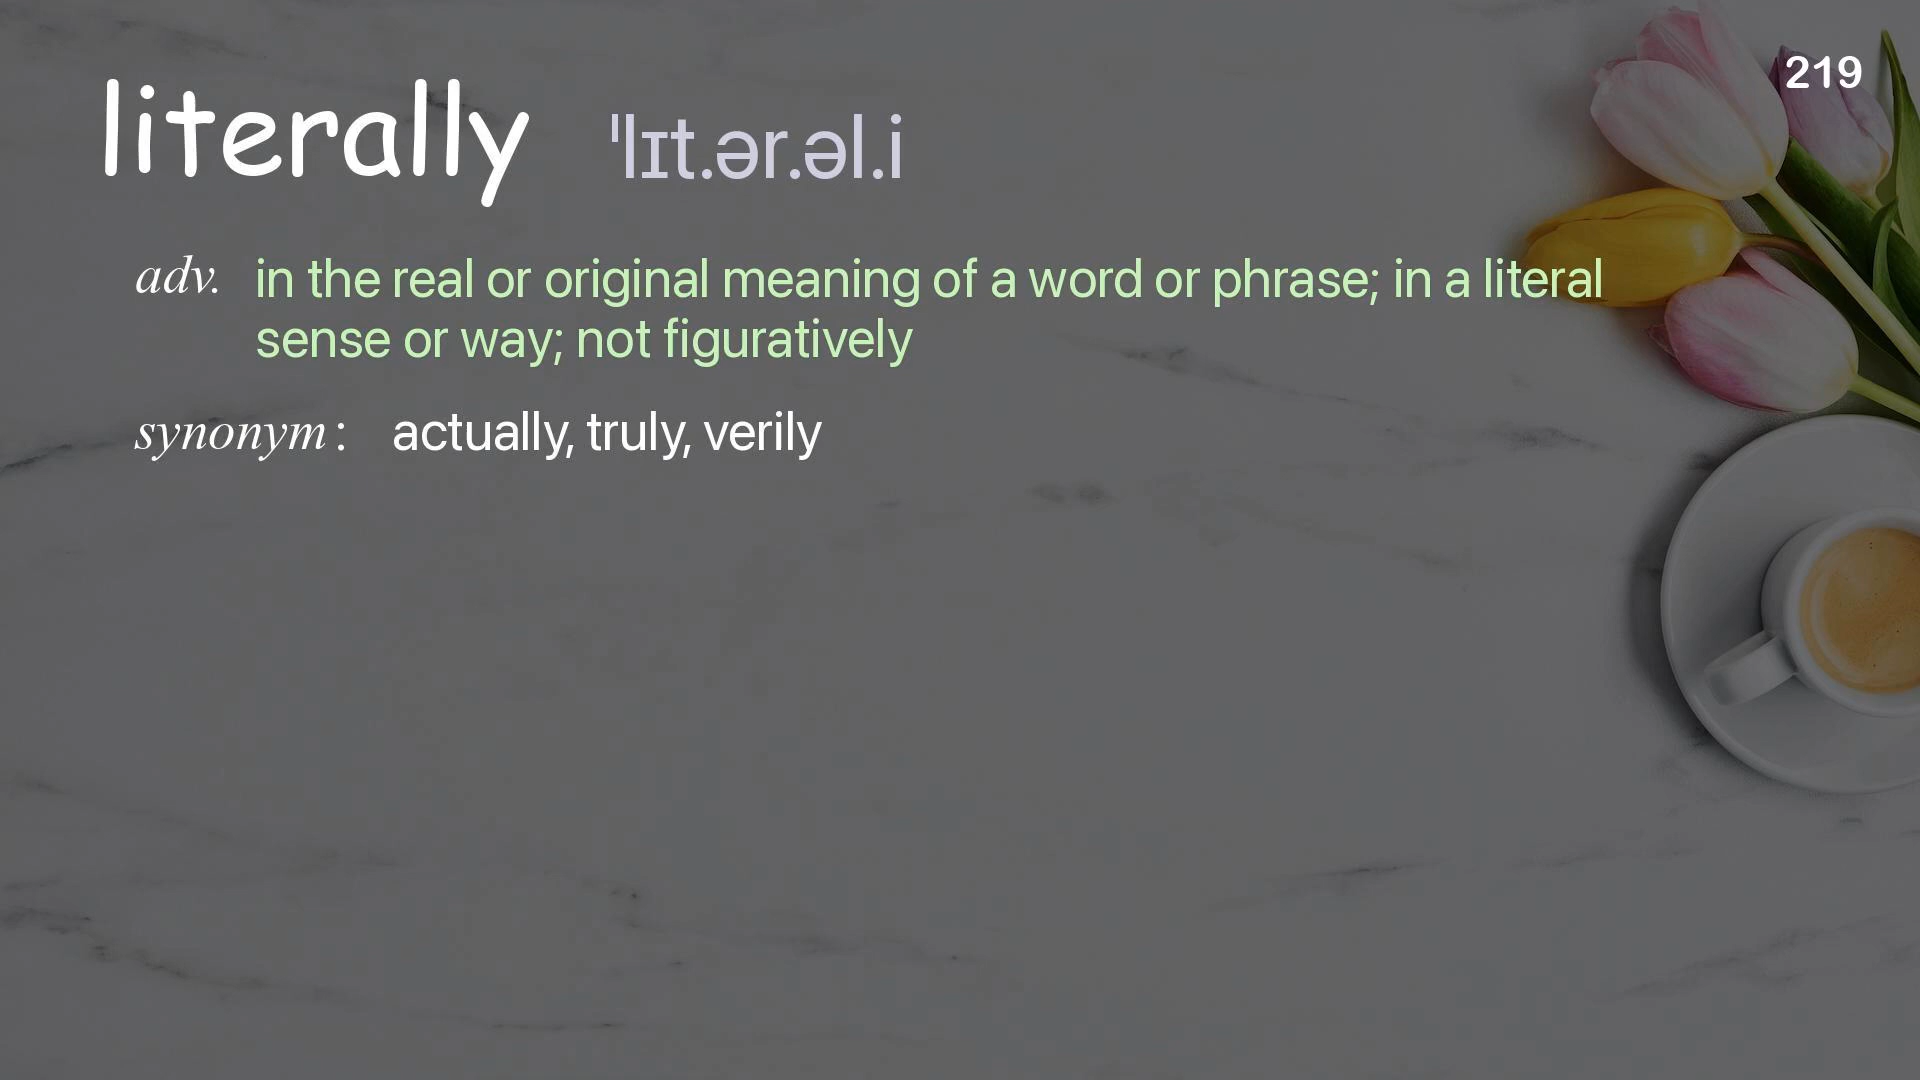 219
literally ˈlɪt.ər.əl.i
adv. in the real or original meaning of a word or phrase; in a literal
sense or way; not figuratively
synonym : actually, truly, verily